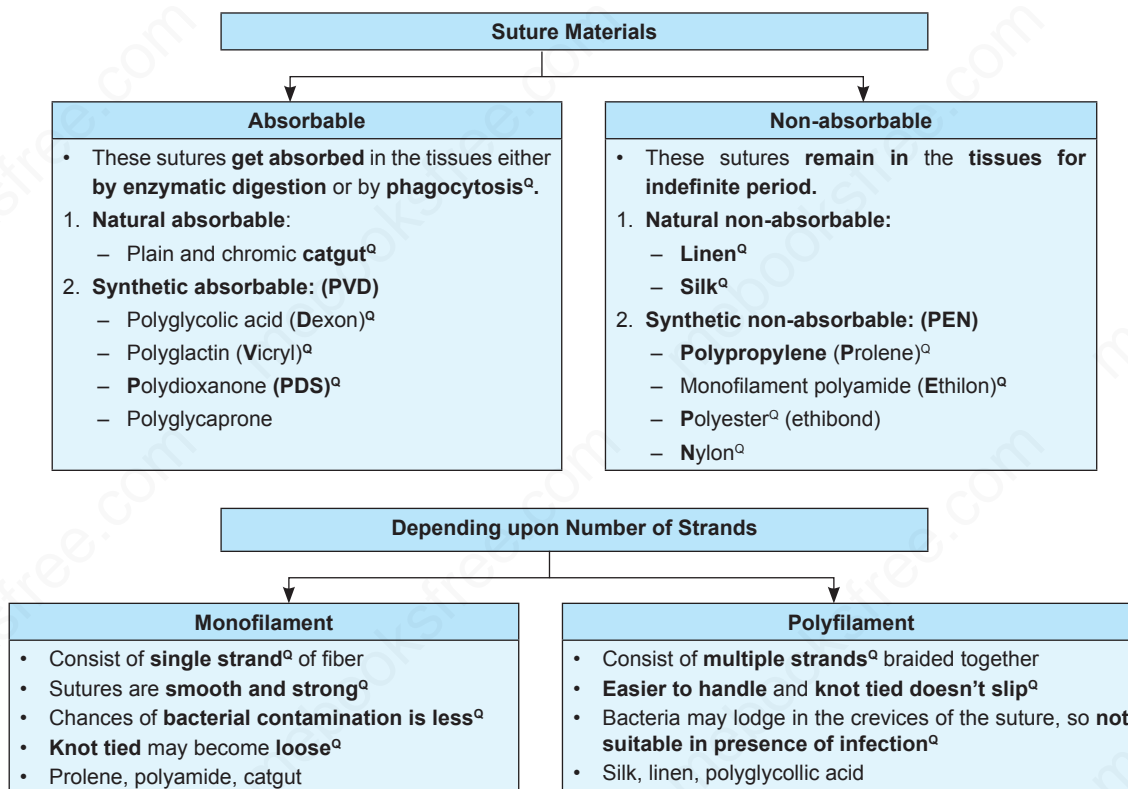 Suture Materials
Absorbable
• These sutures get absorbed in the tissues either
by enzymatic digestion or by phagocytosisQ.
1. Natural absorbable:
– Plain and chromic catgutQ
2. Synthetic absorbable: (PVD)
– Polyglycolic acid (Dexon)Q
– Polyglactin (Vicryl)Q
– Polydioxanone (PDS)Q
– Polyglycaprone
Non-absorbable
• These sutures remain in the tissues for
indefinite period.
1. Natural non-absorbable:
– LinenQ
– SilkQ
2. Synthetic non-absorbable: (PEN)
– Polypropylene (Prolene)Q
– Monofilament polyamide (Ethilon)Q
– PolyesterQ (ethibond)
– NylonQ
Depending upon Number of Strands
Monofilament
• Consist of single strandQ of fiber
• Sutures are smooth and strongQ
• Chances of bacterial contamination is lessQ
• Knot tied may become looseQ
• Prolene, polyamide, catgut
Polyfilament
• Consist of multiple strandsQ braided together
• Easier to handle and knot tied doesn't slipQ
• Bacteria may lodge in the crevices of the suture, so not
suitable in presence of infectionQ
• Silk, linen, polyglycollic acid